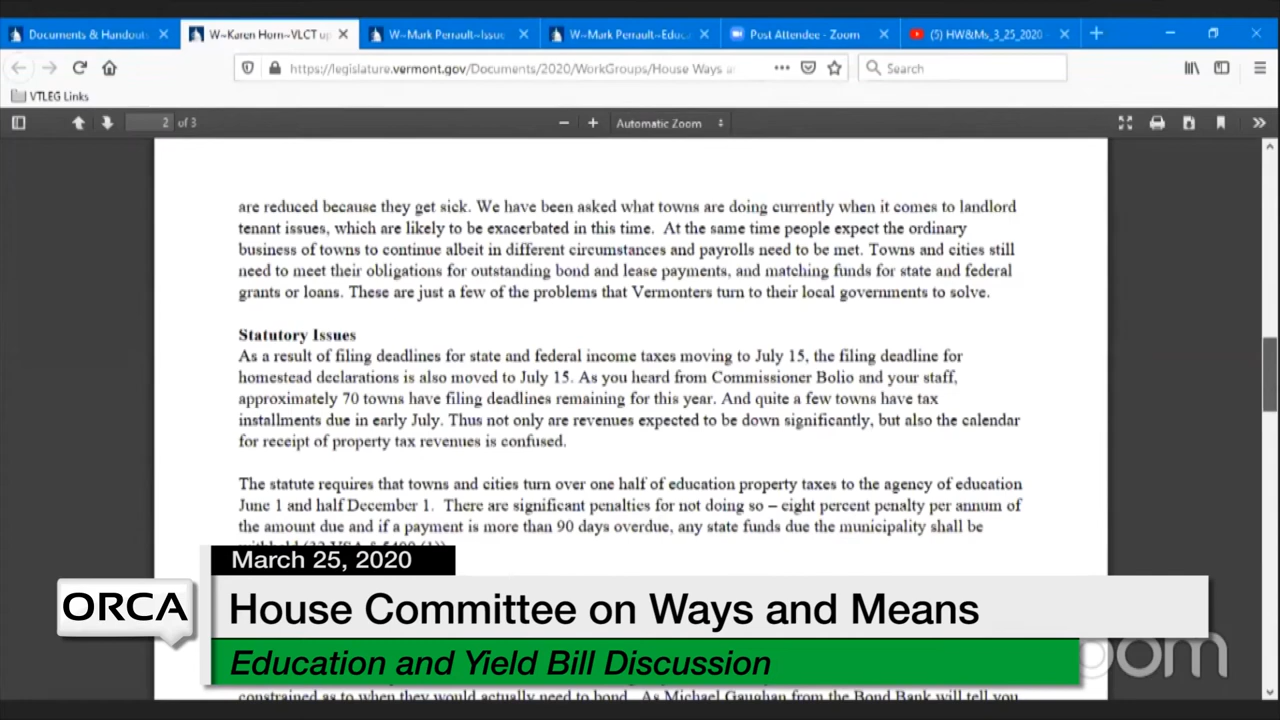 Documents & Handouts
W~Karen Horn~VLCT up
W~Mark Perrault~Issue
W~Mark Perrault~Educa
Post Attendee - Zoom
(5) HW&Ms_3_25_2020
https://legislature.vermont.gov/Documents/2020/WorkGroups/House Ways an
Search
VTLEG Links
2 of 3
Automatic Zoom
are reduced because they get sick. We have been asked what towns are doing currently when it comes to landlord
tenant issues, which are likely to be exacerbated in this time. At the same time people expect the ordinary
business of towns to continue albeit in different circumstances and payrolls need to be met. Towns and cities still
need to meet their obligations for outstanding bond and lease payments, and matching funds for state and federal
grants or loans. These are just a few of the problems that Vermonters turn to their local governments to solve.
Statutory Issues
As a result of filing deadlines for state and federal income taxes moving to July 15, the filing deadline for
homestead declarations is also moved to July 15. As you heard from Commissioner Bolio and your staff,
approximately 70 towns have filing deadlines remaining for this year. And quite a few towns have tax
installments due in early July. Thus not only are revenues expected to be down significantly, but also the calendar
for receipt of property tax revenues is confused.
The statute requires that towns and cities turn over one half of education property taxes to the agency of education
June 1 and half December 1. There are significant penalties for not doing so – eight percent penalty per annum of
the amount due and if a payment is more than 90 days overdue, any state funds due the municipality shall be
March 25, 2020
ORCA
House Committee on Ways and Means
Education and Yield Bill Discussion
oom
constrained as to when they would actually need to bond. As Michael Gaughan from the Bond Bank will tell you